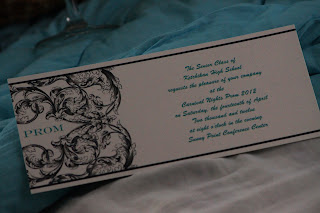 PROM
The Senior Class of
Ketchikan High School
requests the pleasure of your company
at the
Carnival Nights Prom 2012
on Saturday, the fourteenth of April
Two thousand and twelve
at eight o'clock in the evening
Sunny Point Conference Center